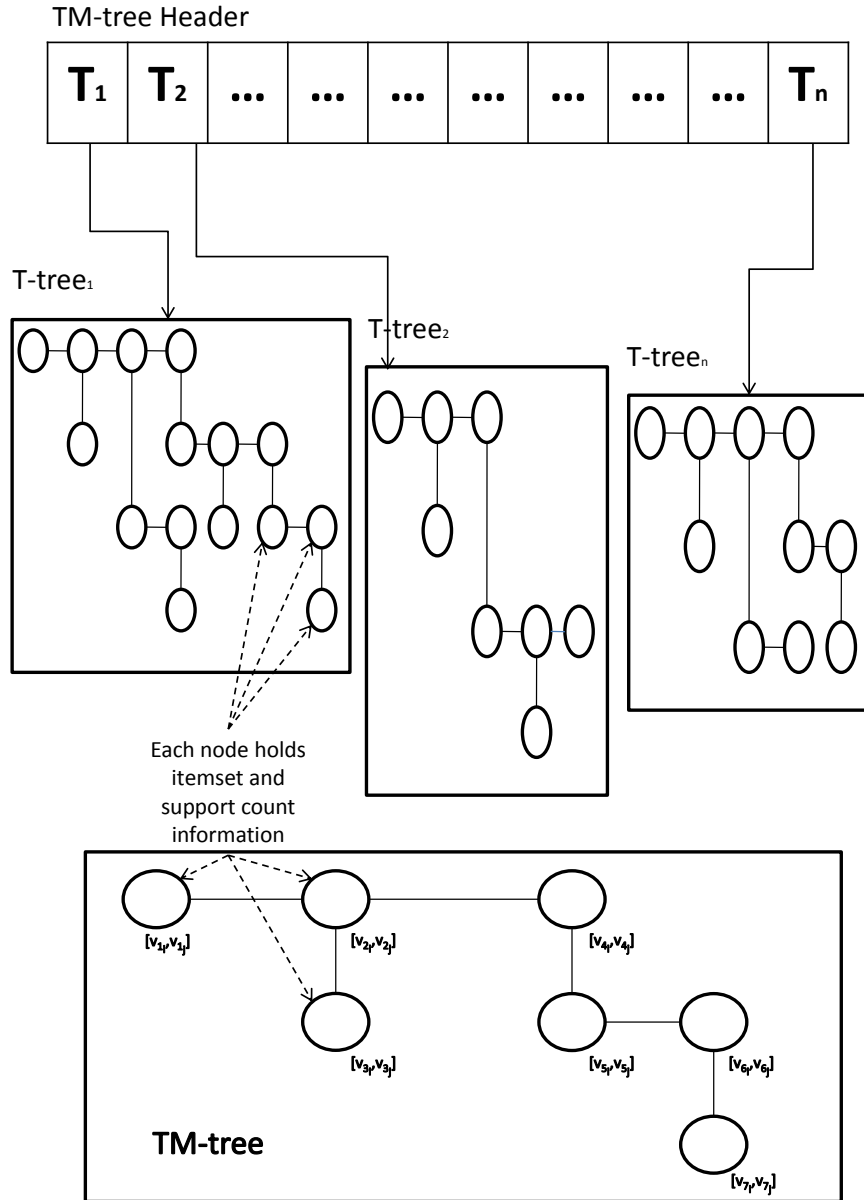 TM-tree Header
T1 T2 ... ... ... ... ... ... ... Tn
T-tree1
T-tree2
T-treen
Each node holds
itemset and
support count
information
[v1i,v1j]
[v2i,v2j]
[v4i,v4j]
[v3i,v3j]
[v5i,v5j]
[v6i,v6j]
TM-tree
[v7i,v7j]